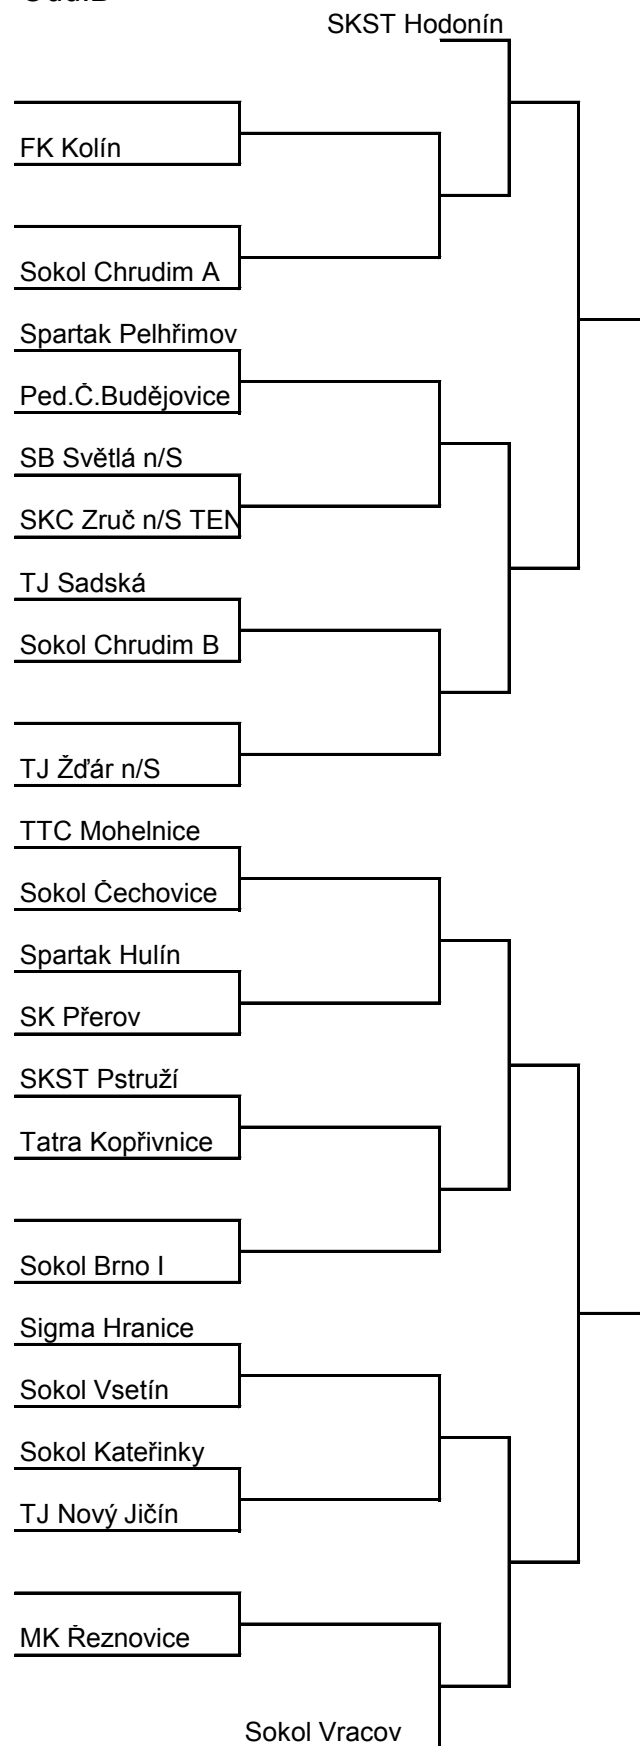 SKST Hodonín
FK Kolín
Sokol Chrudim A
Spartak Pelhřimov
Ped.Č.Budějovice
SB Světlá n/S
SKC Zruč n/S TEN
TJ Sadská
Sokol Chrudim B
TJ Žďár n/S
TTC Mohelnice
Sokol Čechovice
Spartak Hulín
SK Přerov
SKST Pstruží
Tatra Kopřivnice
Sokol Brno I
Sigma Hranice
Sokol Vsetín
Sokol Kateřinky
TJ Nový Jičín
MK Řeznovice
Sokol Vracov